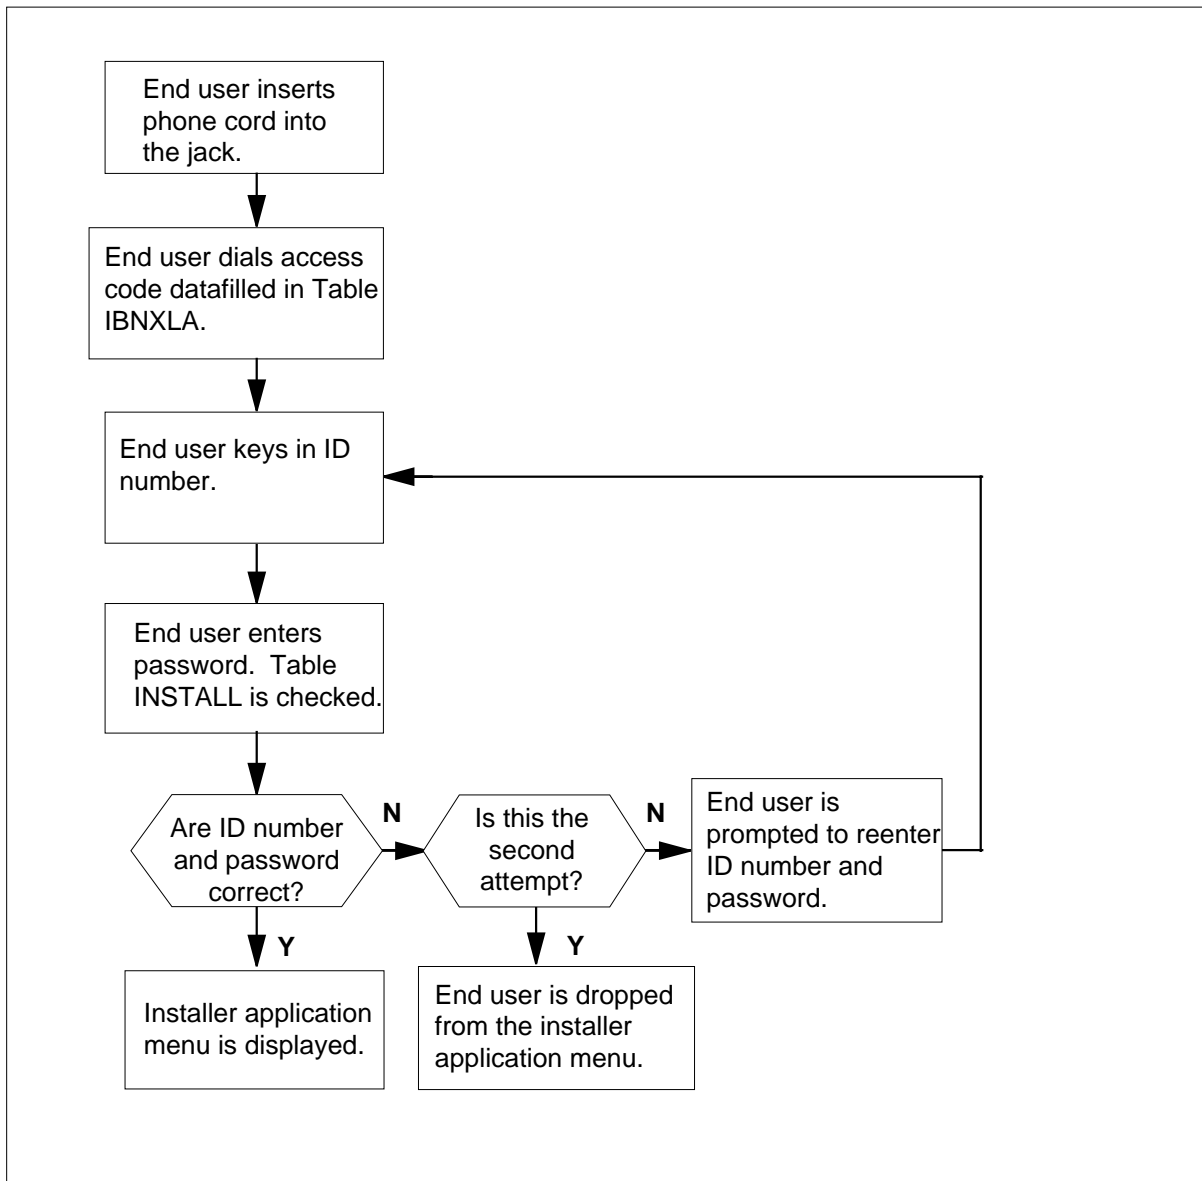 End user inserts
phone cord into
the jack.
End user dials access
code datafilled in Table
IBNXLA.
End user keys in ID
number.
End user enters
password.  Table
INSTALL is checked.
Are ID number
and password
correct?
N
Is this the
second
attempt?
N
End user is
prompted to reenter
ID number and
password.
Y
Installer application
menu is displayed.
Y
End user is dropped
from the installer
application menu.